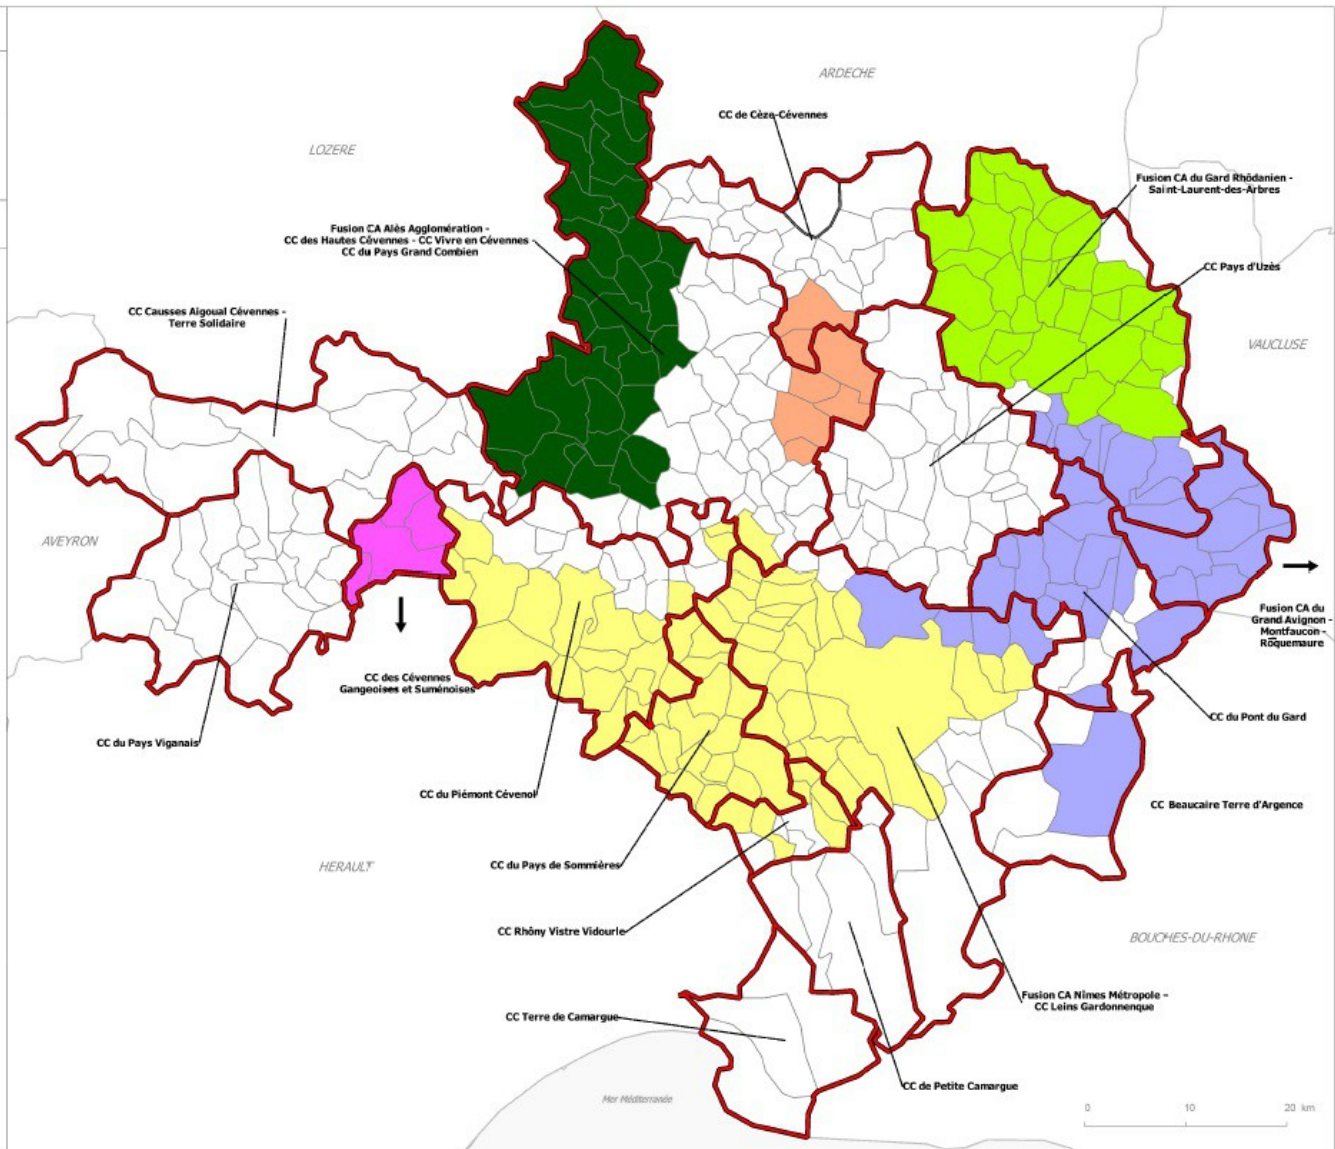 ARDECHE
CC de Cèze-Cévennes
LOZERE
Fusion CA du Gard Rhôdanien -
Saint-Laurent-des-Arbres
Fusion CA Alès Agglomération -
CC des Hautes Cévennes - CC Vivre en Cévennes
CC du Pays Grand Combien
CC Pays d'Uzès
CC Causses Aigoual Cévennes -
Terre Solidaire
VAUCLUSE
AVEYRON
Fusion CA du
Grand Avignon -
Montfaucon -
Roquemaure
CC des Cévennes
Gangeoises et Suménoises
CC du Pont du Gard
CC du Pays Viganais
CC du Piémont Cévenol
CC Beaucaire Terre d'Argence
CC du Pays de Sommières
HERAULT
CC Rhôny Vistre Vidourle
BOUCHES-DU-RHONE
Fusion CA Nîmes Métropole -
CC Leins Gardonnenque
CC Terre de Camargue
CC de Petite Camargue
Mer Méditerranée
0 10 20 km